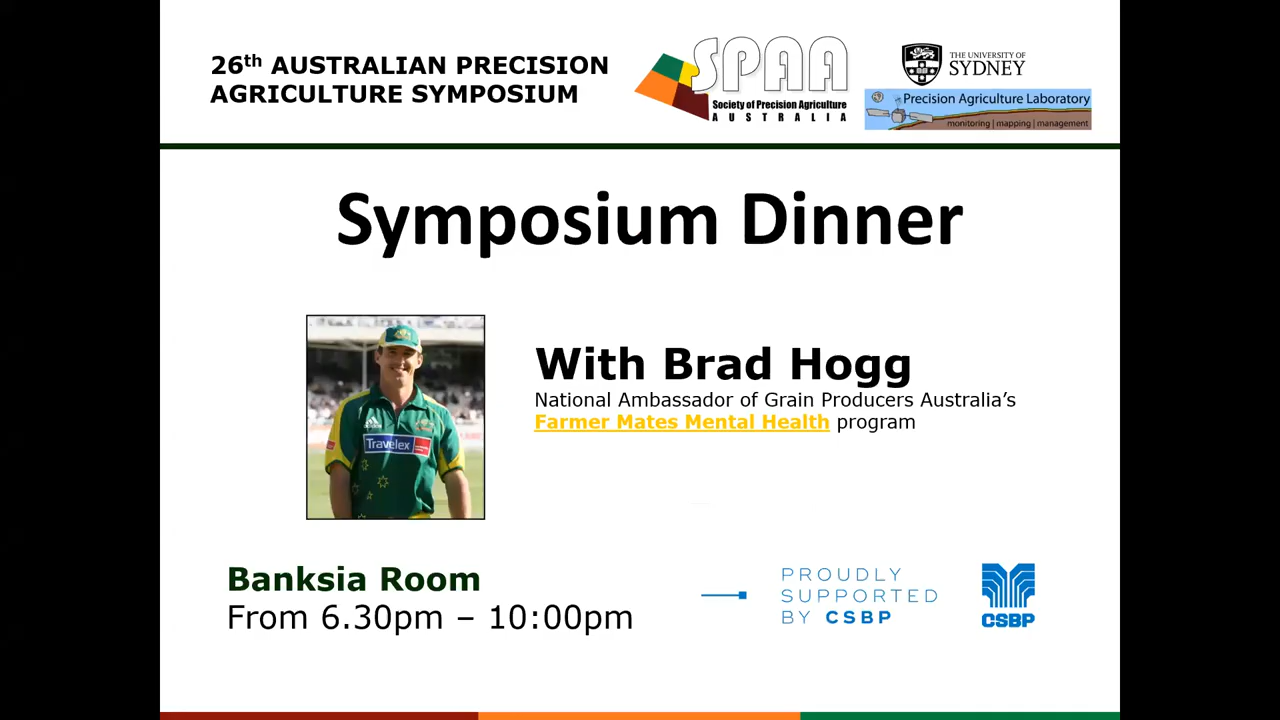 26th AUSTRALIAN PRECISION
AGRICULTURE SYMPOSIUM
SPAA
Society of Precision Agriculture
AUSTRALIA
THE UNIVERSITY OF
SYDNEY
Precision Agriculture Laboratory
monitoring | mapping | management
Symposium Dinner
With Brad Hogg
National Ambassador of Grain Producers Australia's
Farmer Mates Mental Health program
Travelex
Banksia Room
From 6.30pm – 10:00pm
PROUDLY
SUPPORTED
BY CSBP
CSBP